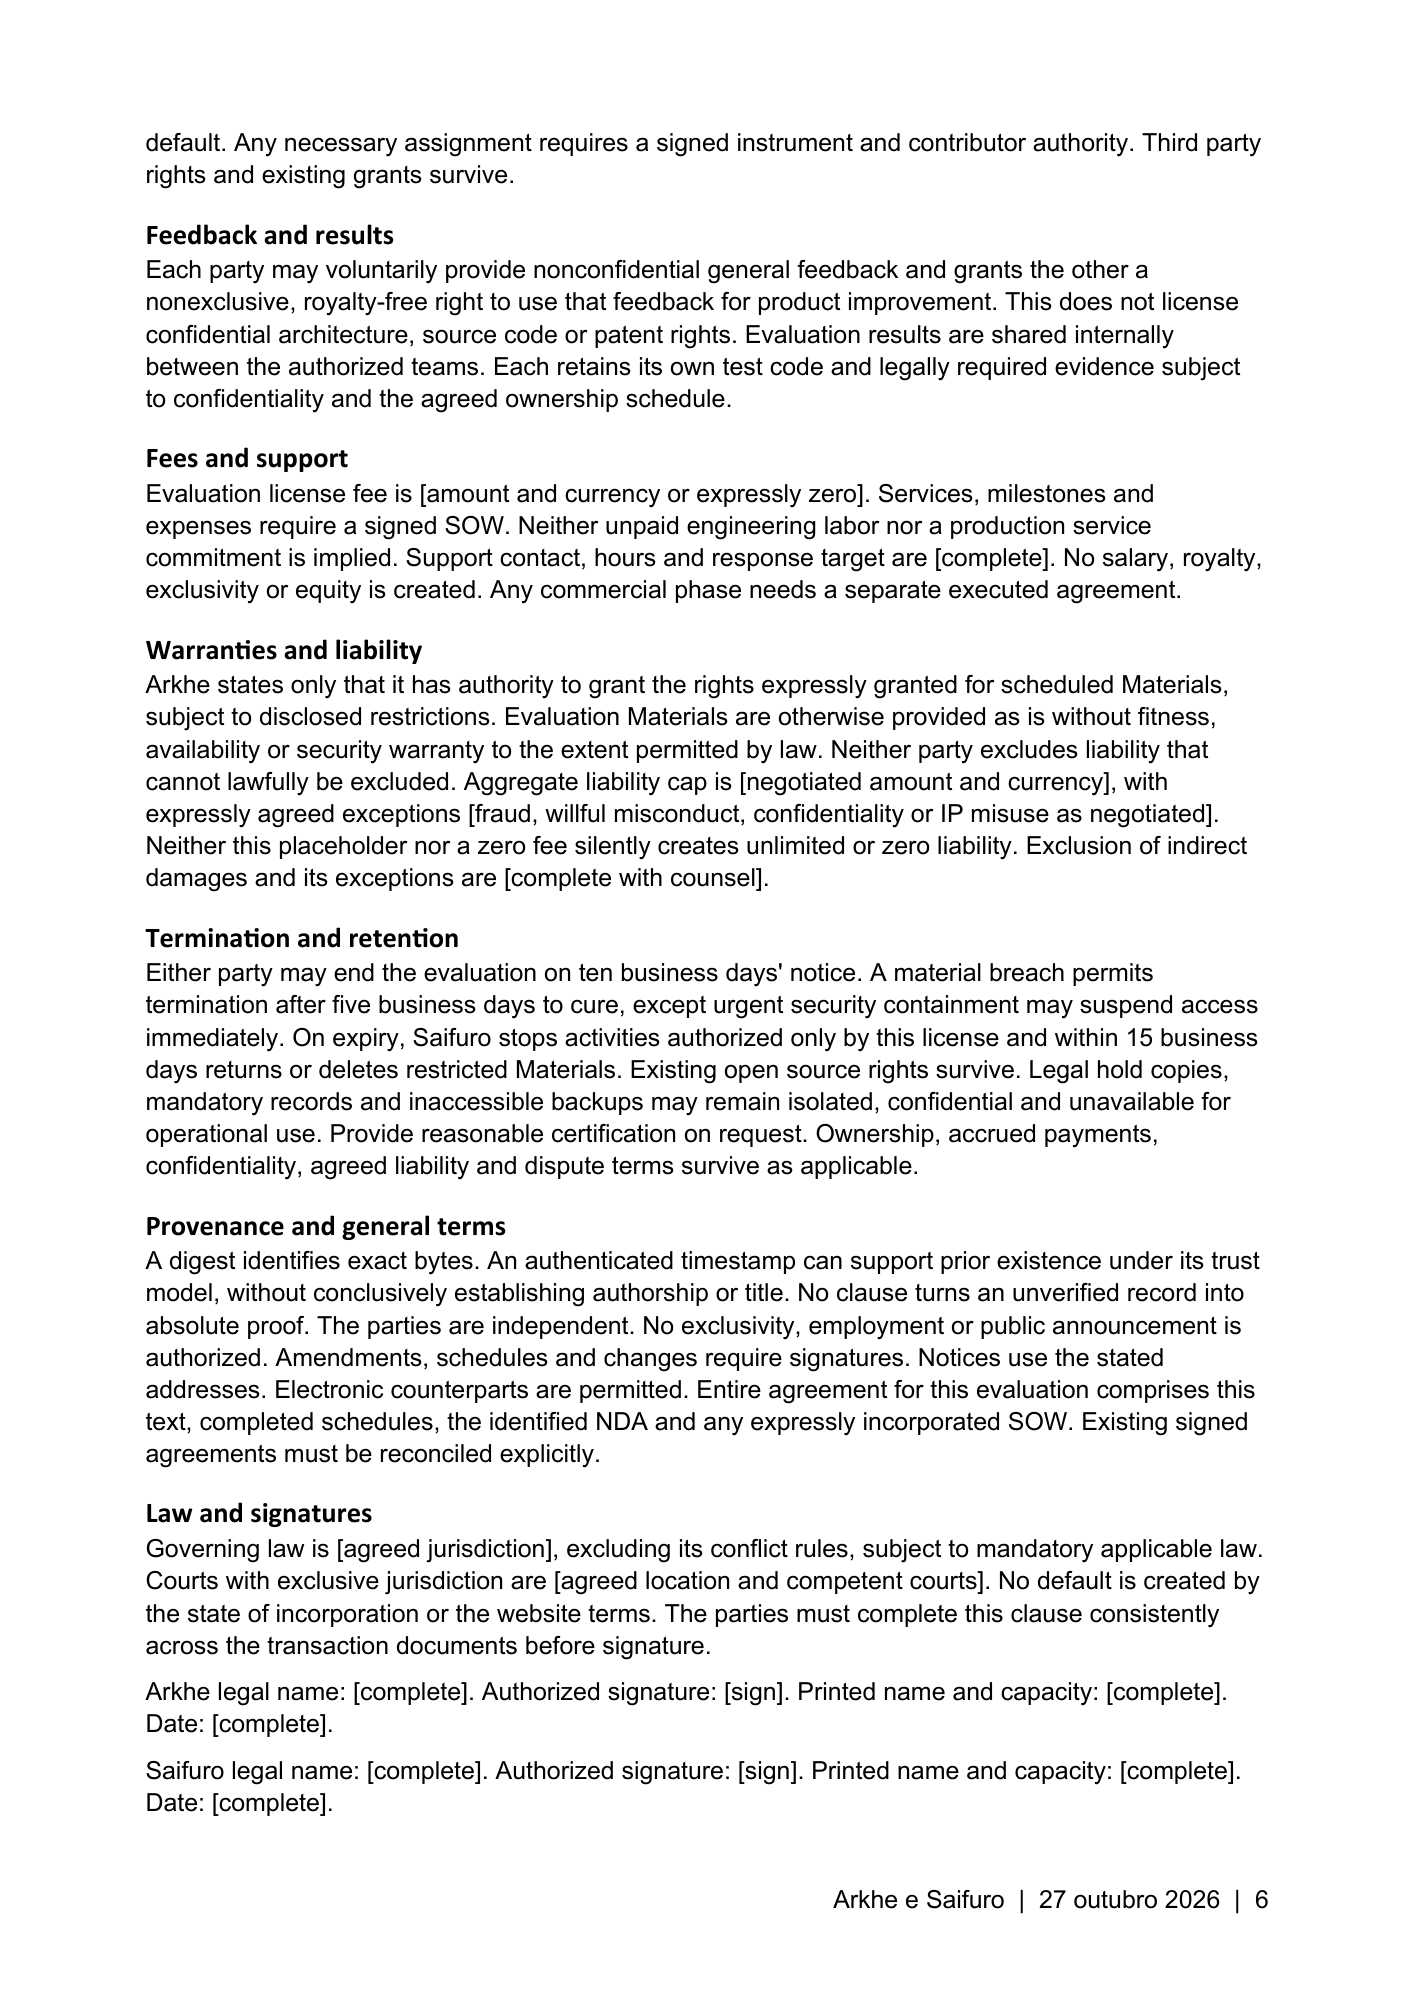 default. Any necessary assignment requires a signed instrument and contributor authority. Third party
rights and existing grants survive.
Feedback and results
Each party may voluntarily provide nonconfidential general feedback and grants the other a
nonexclusive, royalty-free right to use that feedback for product improvement. This does not license
confidential architecture, source code or patent rights. Evaluation results are shared internally
between the authorized teams. Each retains its own test code and legally required evidence subject
to confidentiality and the agreed ownership schedule.
Fees and support
Evaluation license fee is [amount and currency or expressly zero]. Services, milestones and
expenses require a signed SOW. Neither unpaid engineering labor nor a production service
commitment is implied. Support contact, hours and response target are [complete]. No salary, royalty,
exclusivity or equity is created. Any commercial phase needs a separate executed agreement.
Warranties and liability
Arkhe states only that it has authority to grant the rights expressly granted for scheduled Materials,
subject to disclosed restrictions. Evaluation Materials are otherwise provided as is without fitness,
availability or security warranty to the extent permitted by law. Neither party excludes liability that
cannot lawfully be excluded. Aggregate liability cap is [negotiated amount and currency], with
expressly agreed exceptions [fraud, willful misconduct, confidentiality or IP misuse as negotiated].
Neither this placeholder nor a zero fee silently creates unlimited or zero liability. Exclusion of indirect
damages and its exceptions are [complete with counsel].
Termination and retention
Either party may end the evaluation on ten business days' notice. A material breach permits
termination after five business days to cure, except urgent security containment may suspend access
immediately. On expiry, Saifuro stops activities authorized only by this license and within 15 business
days returns or deletes restricted Materials. Existing open source rights survive. Legal hold copies,
mandatory records and inaccessible backups may remain isolated, confidential and unavailable for
operational use. Provide reasonable certification on request. Ownership, accrued payments,
confidentiality, agreed liability and dispute terms survive as applicable.
Provenance and general terms
A digest identifies exact bytes. An authenticated timestamp can support prior existence under its trust
model, without conclusively establishing authorship or title. No clause turns an unverified record into
absolute proof. The parties are independent. No exclusivity, employment or public announcement is
authorized. Amendments, schedules and changes require signatures. Notices use the stated
addresses. Electronic counterparts are permitted. Entire agreement for this evaluation comprises this
text, completed schedules, the identified NDA and any expressly incorporated SOW. Existing signed
agreements must be reconciled explicitly.
Law and signatures
Governing law is [agreed jurisdiction], excluding its conflict rules, subject to mandatory applicable law.
Courts with exclusive jurisdiction are [agreed location and competent courts]. No default is created by
the state of incorporation or the website terms. The parties must complete this clause consistently
across the transaction documents before signature.
Arkhe legal name: [complete]. Authorized signature: [sign]. Printed name and capacity: [complete].
Date: [complete].
Saifuro legal name: [complete]. Authorized signature: [sign]. Printed name and capacity: [complete].
Date: [complete].
Arkhe e Saifuro | 27 outubro 2026 | 6